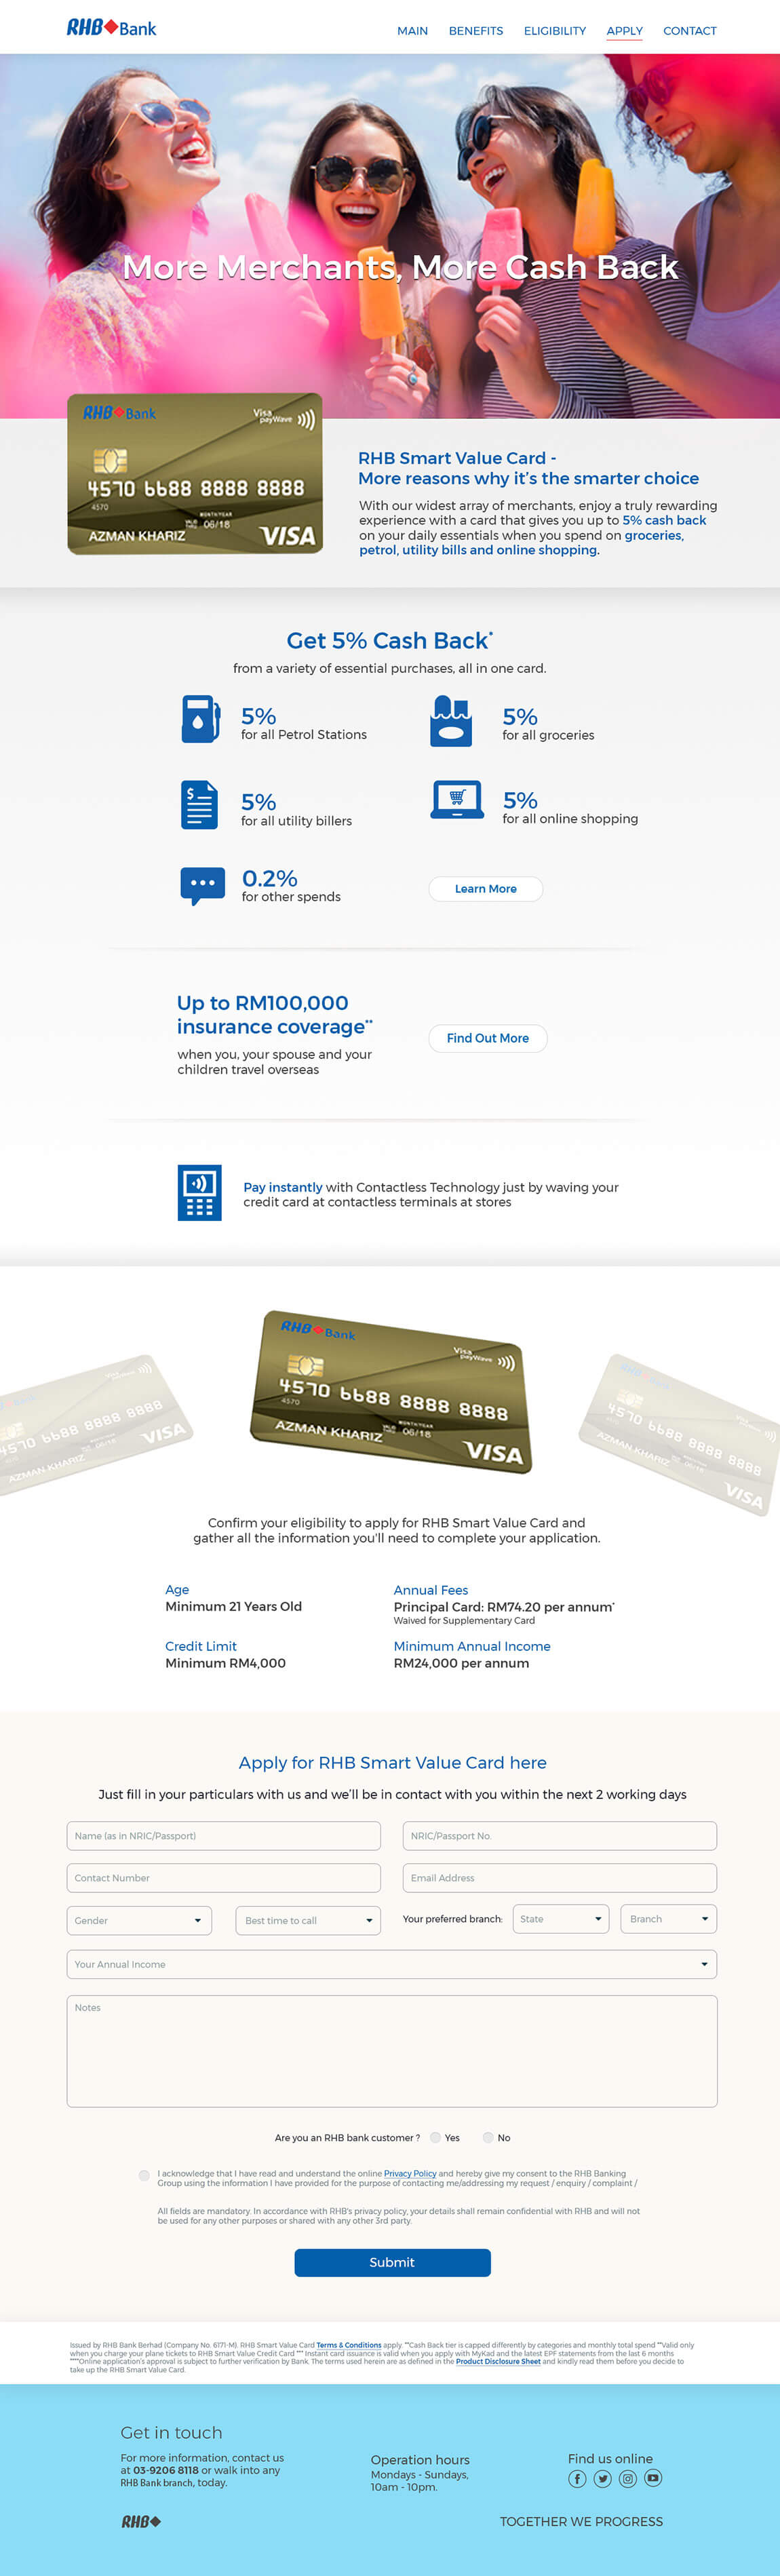 RHB Bank
MAIN BENEFITS ELIGIBILITY APPLY CONTACT
More Merchants, More Cash Back
RHB Bank
Visa
payWave
4570 6688 8888 8888
MONTH/YEAR
VALID THRU 06/18
AZMAN KHARIZ
VISA
RHB Smart Value Card -
More reasons why it's the smarter choice
With our widest array of merchants, enjoy a truly rewarding
experience with a card that gives you up to 5% cash back
on your daily essentials when you spend on groceries,
petrol, utility bills and online shopping.
Get 5% Cash Back*
from a variety of essential purchases, all in one card.
5%
for all Petrol Stations
5%
for all groceries
$
5%
for all utility billers
5%
for all online shopping
0.2%
for other spends
Learn More
Up to RM100,000
insurance coverage**
when you, your spouse and your
children travel overseas
Find Out More
Pay instantly with Contactless Technology just by waving your
credit card at contactless terminals at stores
Visa
payWave
4570 6688 8888 8888
AZMAN KHARIZ
VISA
RHB Bank
Visa
payWave
4570 6688 8888 8888
4570
MONTH/YEAR
06/18
AZMAN KHARIZ
VISA
RHB Bank
4570 6688 8888 8888
AZMAN KHARIZ
VISA
Confirm your eligibility to apply for RHB Smart Value Card and
gather all the information you'll need to complete your application.
Age
Minimum 21 Years Old
Annual Fees
Principal Card: RM74.20 per annum*
Waived for Supplementary Card
Credit Limit
Minimum RM4,000
Minimum Annual Income
RM24,000 per annum
Apply for RHB Smart Value Card here
Just fill in your particulars with us and we'll be in contact with you within the next 2 working days
Name (as in NRIC/Passport)
NRIC/Passport No.
Contact Number
Email Address
Gender
Best time to call
Your preferred branch:
State
Branch
Your Annual Income
Notes
Are you an RHB bank customer ? Yes No
I acknowledge that I have read and understand the online Privacy Policy and hereby give my consent to the RHB Banking
Group using the information I have provided for the purpose of contacting me/addressing my request / enquiry / complaint /
All fields are mandatory. In accordance with RHB's privacy policy, your details shall remain confidential with RHB and will not
be used for any other purposes or shared with any other 3rd party.
Submit
Issued by RHB Bank Berhad (Company No. 6171-M). RHB Smart Value Card Terms & Conditions apply. *Cash Back tier is capped differently by categories and monthly total spend **Valid only
when you charge your plane tickets to RHB Smart Value Credit Card *** Instant card issuance is valid when you apply with MyKad and the latest EPF statements from the last 6 months
****Online application's approval is subject to further verification by Bank. The terms used herein are as defined in the Product Disclosure Sheet and kindly read them before you decide to
take up the RHB Smart Value Card.
Get in touch
For more information, contact us
at 03-9206 8118 or walk into any
RHB Bank branch, today.
Operation hours
Mondays - Sundays,
10am - 10pm.
Find us online
RHB
TOGETHER WE PROGRESS